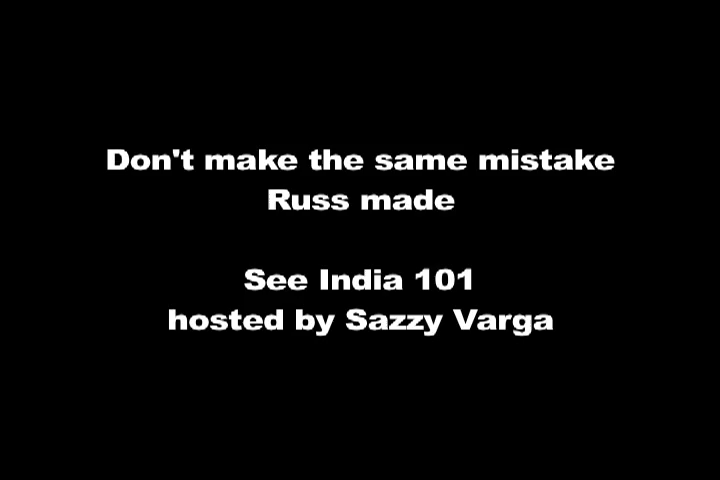 Don't make the same mistake
Russ made
See India 101
hosted by Sazzy Varga